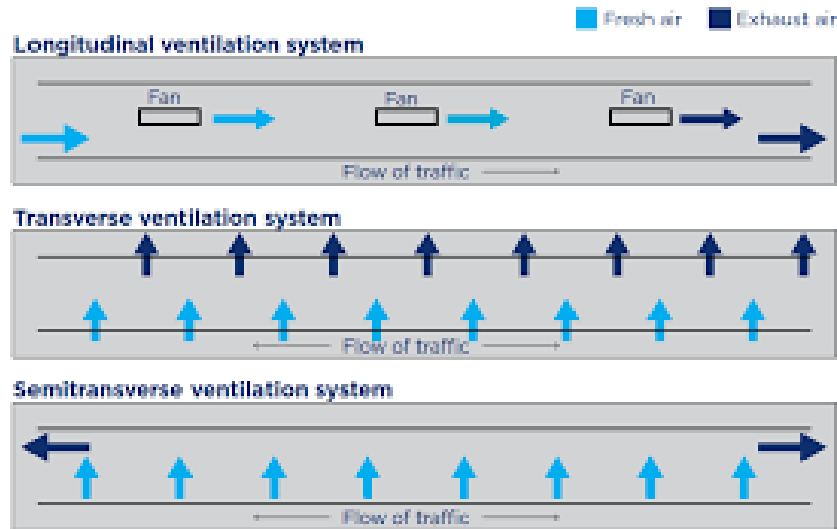 Fresh air Exhaust air
Longitudinal ventilation system
Fan Fan Fan
Flow of traffic
Transverse ventilation system
Flow of traffic
Semitransverse ventilation system
Flow of traffic